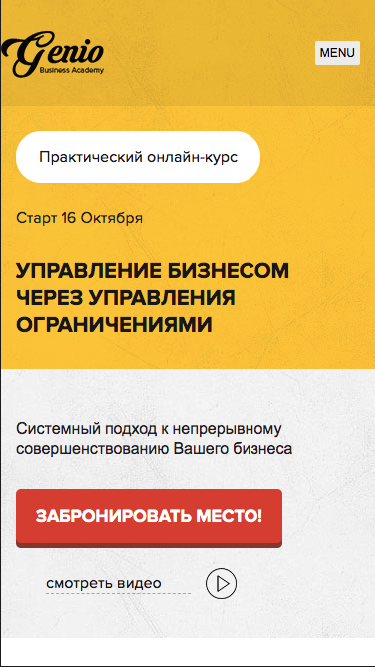 Genio
Business Academy
MENU
Практический онлайн-курс
Старт 16 Октября
УПРАВЛЕНИЕ БИЗНЕСОМ
ЧЕРЕЗ УПРАВЛЕНИЯ
ОГРАНИЧЕНИЯМИ
Системный подход к непрерывному
совершенствованию Вашего бизнеса
ЗАБРОНИРОВАТЬ МЕСТО!
смотреть видео